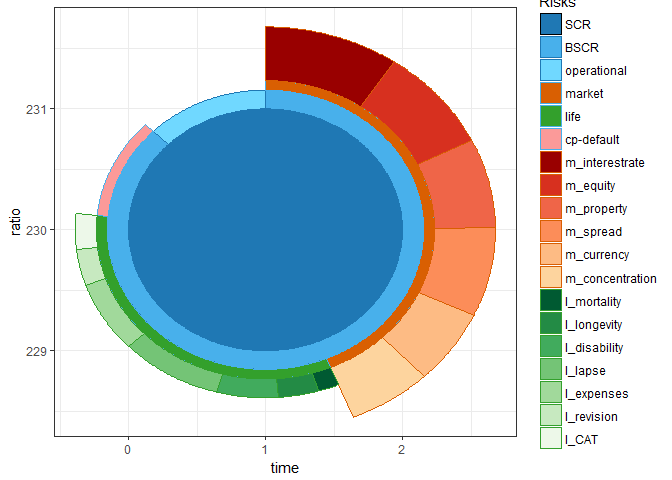 Risks
SCR
BSCR
operational
market
life
cp-default
m_interestrate
m_equity
m_property
m_spread
m_currency
m_concentration
l_mortality
l_longevity
l_disability
l_lapse
l_expenses
l_revision
l_CAT
231
230
229
ratio
0
1
2
time